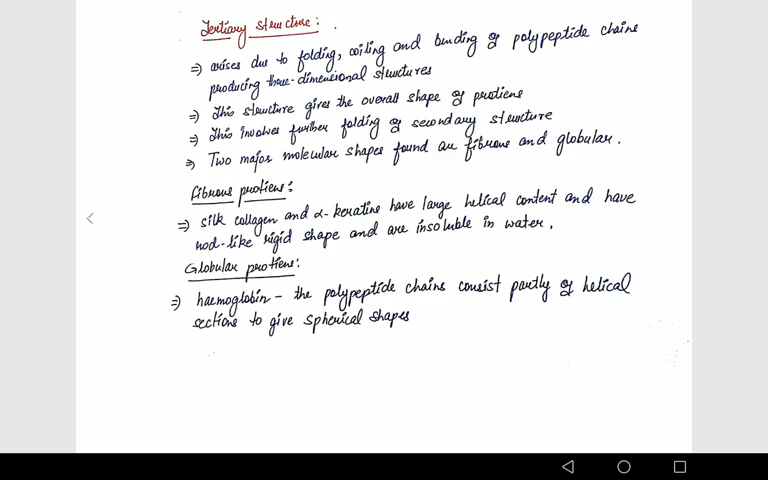 Tertiary structure:
⇒ arises due to folding, coiling and bending of polypeptide chains
producing three-dimensional structures
⇒ This structure gives the overall shape of protiens
⇒ This involves further folding of secondary structure
⇒ Two major molecular shapes found are fibrous and globular.
Fibrous protiens:
⇒ silk collagen and α-keratine have large helical content and have
rod-like rigid shape and are insoluble in water.
Globular protiens:
⇒ haemoglobin - the polypeptide chains consist partly of helical
sections to give spherical shapes